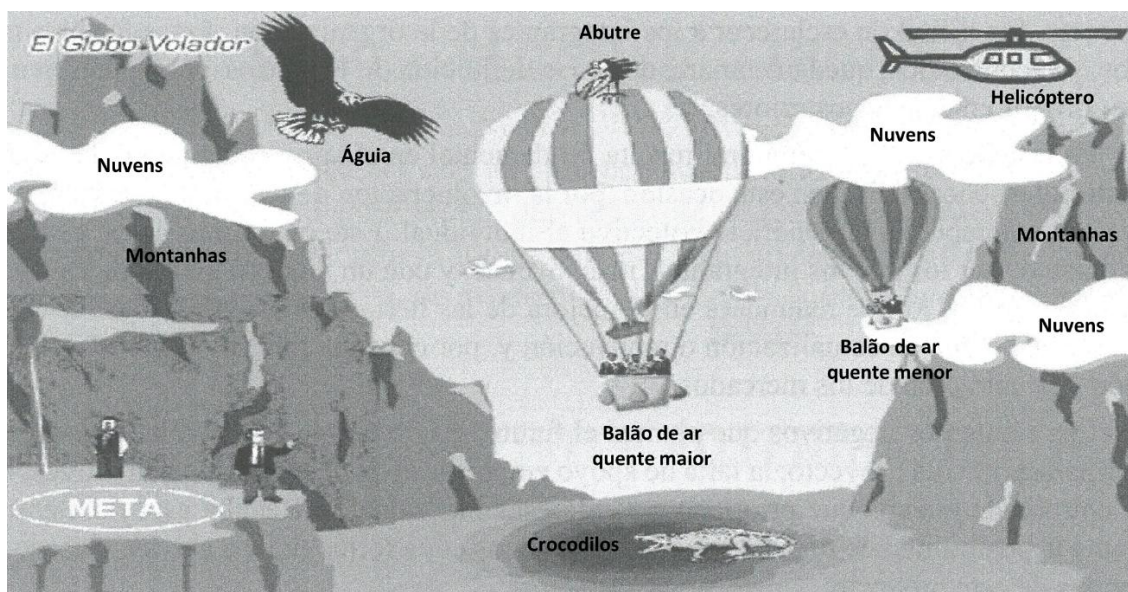 El Globo Volador
Abutre
Helicóptero
Águia
Nuvens
Nuvens
Montanhas
Montanhas
Nuvens
Balão de ar
quente menor
Balão de ar
quente maior
META
Crocodilos